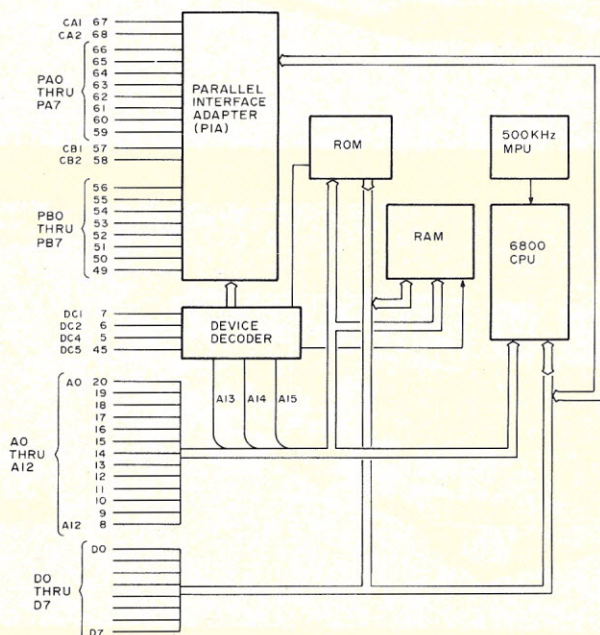 CA1 67
CA2 68
66
65
64
63
62
61
60
59
PA0
THRU
PA7
CB1 57
CB2 58
56
55
54
53
52
51
50
49
PB0
THRU
PB7
PARALLEL
INTERFACE
ADAPTER
(PIA)
ROM
500KHz
MPU
RAM
6800
CPU
DC1 7
DC2 6
DC4 5
DC5 45
DEVICE
DECODER
A13 A14 A15
A0 20
19
18
17
16
15
14
13
12
11
10
9
A12 8
A0
THRU
A12
D0
D0
THRU
D7
D7